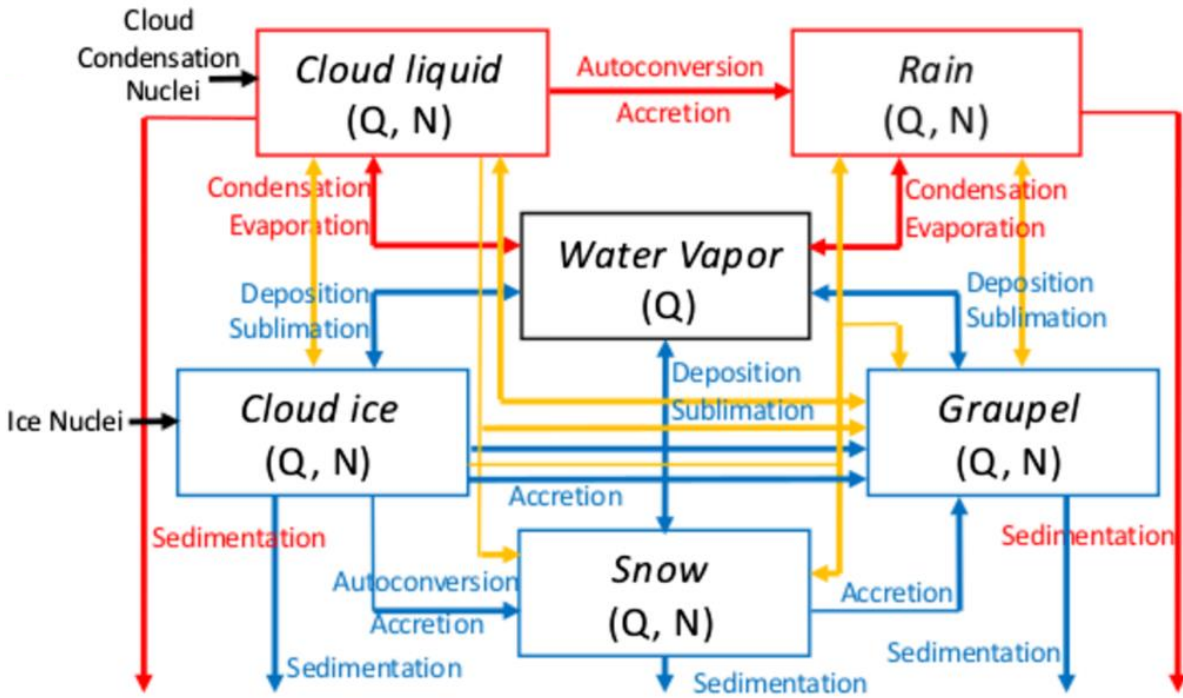 Cloud
Condensation
Nuclei
Cloud liquid
(Q, N)
Autoconversion
Accretion
Rain
(Q, N)
Condensation
Evaporation
Water Vapor
(Q)
Condensation
Evaporation
Deposition
Sublimation
Deposition
Sublimation
Deposition
Sublimation
Ice Nuclei
Cloud ice
(Q, N)
Graupel
(Q, N)
Accretion
Sedimentation
Sedimentation
Autoconversion
Accretion
Snow
(Q, N)
Accretion
Sedimentation
Sedimentation
Sedimentation